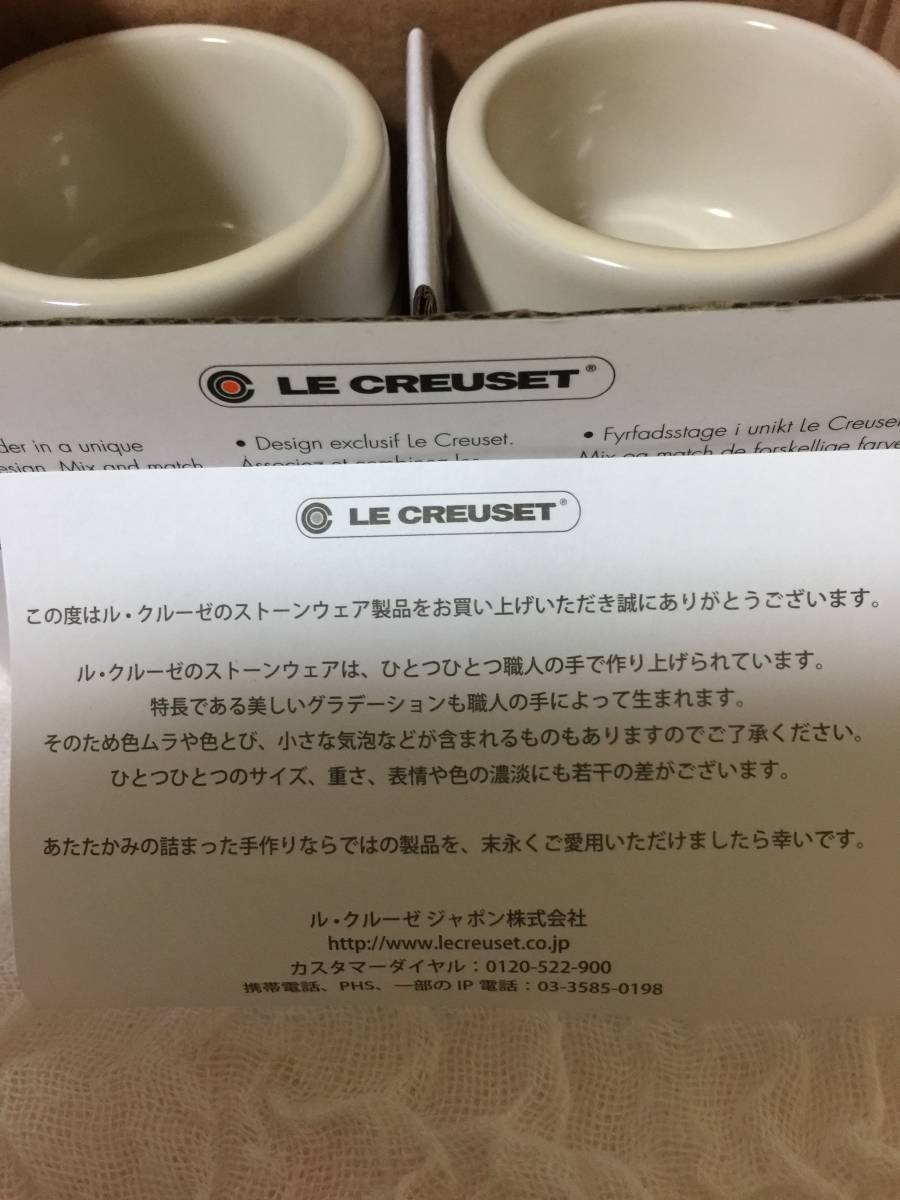 LE CREUSET®
der in a unique
• Design exclusif Le Creuset.
• Fyrfadsstage i unikt Le Creuset
esign. Mix and match
Associez et combinez les
Mix og match de forskellige farve
LE CREUSET®
この度はル・クルーゼのストーンウェア製品をお買い上げいただき誠にありがとうございます。
ル・クルーゼのストーンウェアは、ひとつひとつ職人の手で作り上げられています。
特長である美しいグラデーションも職人の手によって生まれます。
そのため色ムラや色とび、小さな気泡などが含まれるものもありますのでご了承ください。
ひとつひとつのサイズ、重さ、表情や色の濃淡にも若干の差がございます。
あたたかみの詰まった手作りならではの製品を、末永くご愛用いただけましたら幸いです。
ル・クルーゼ ジャポン株式会社
http://www.lecreuset.co.jp
カスタマーダイヤル：0120-522-900
携帯電話、PHS、一部のIP電話：03-3585-0198